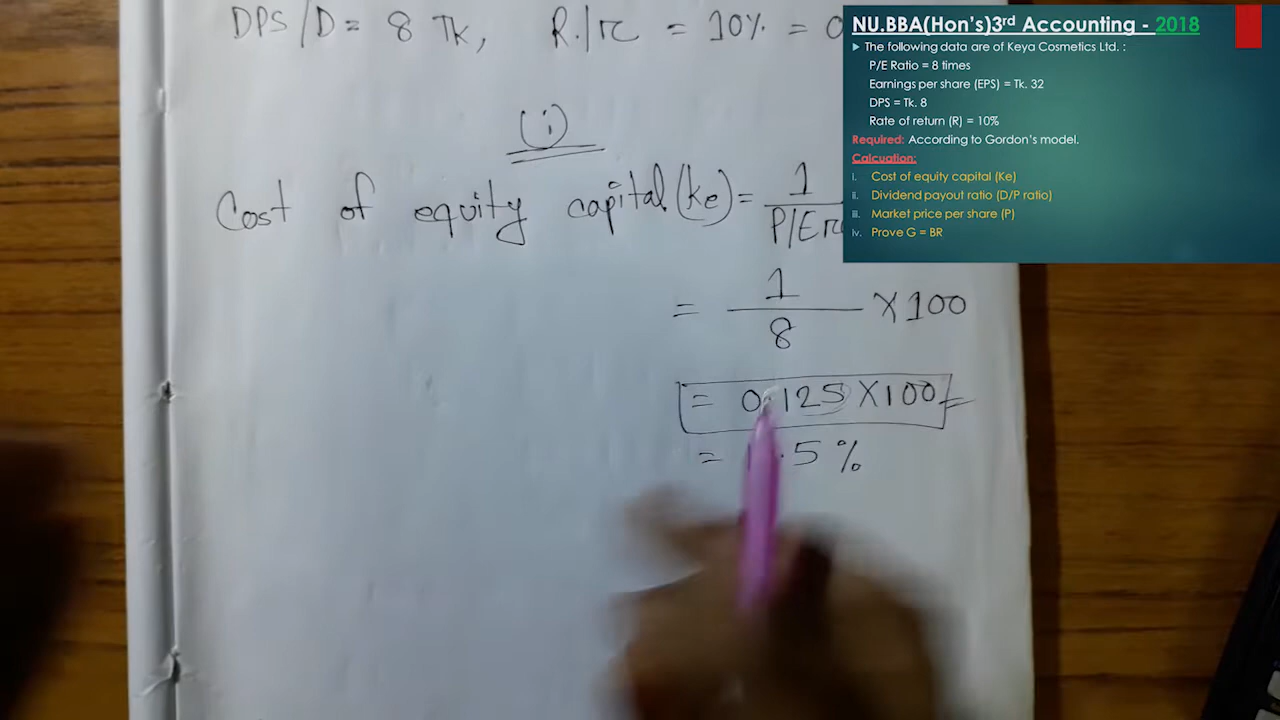 DPS/D = 8 Tk, R./r = 10% = 0
(i)
Cost of equity capital (ke) = 1
P/E
= 1
8 × 100
= 0.125 × 100
= .5 %
NU.BBA(Hon's)3rd Accounting - 2018
The following data are of Keya Cosmetics Ltd. :
P/E Ratio = 8 times
Earnings per share (EPS) = Tk. 32
DPS = Tk. 8
Rate of return (R) = 10%
Required: According to Gordon's model.
Calcuation:
i. Cost of equity capital (Ke)
ii. Dividend payout ratio (D/P ratio)
iii. Market price per share (P)
iv. Prove G = BR